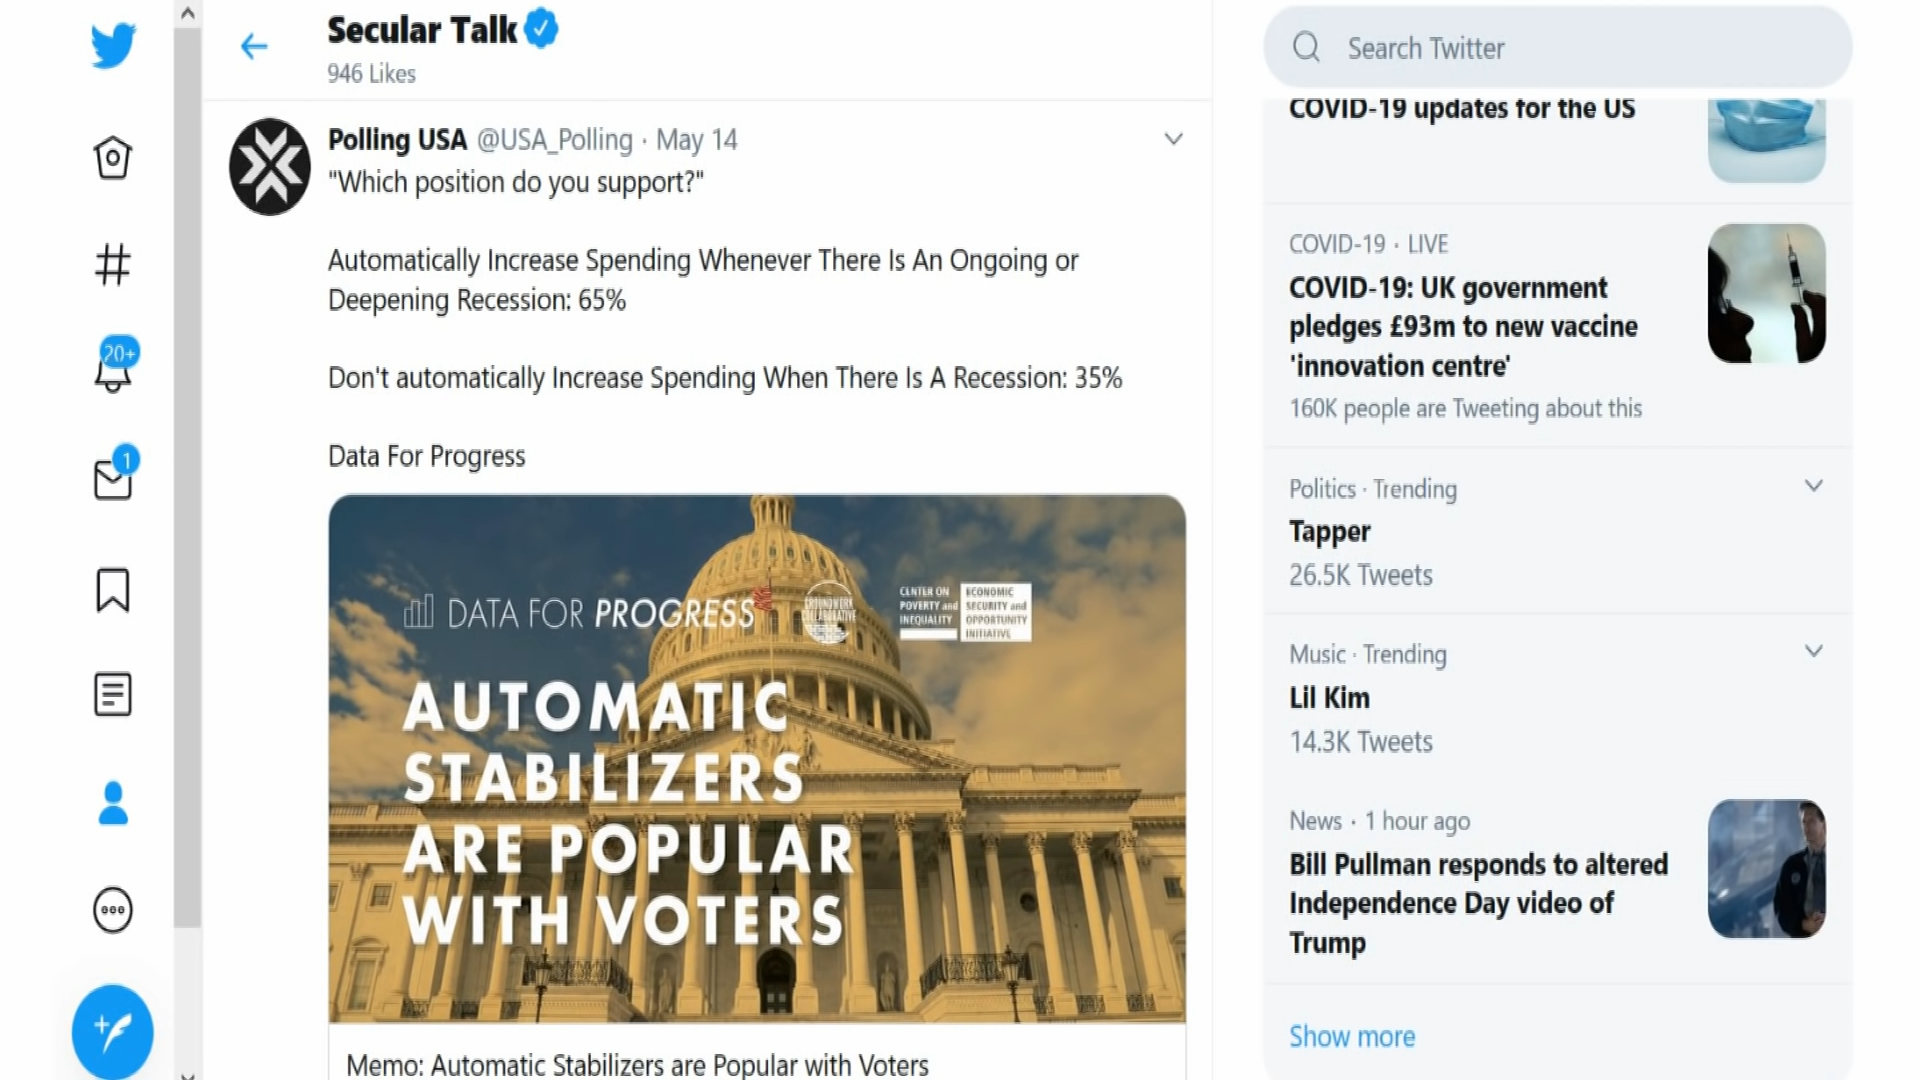 Secular Talk
946 Likes
Search Twitter
Polling USA @USA_Polling · May 14
"Which position do you support?"
Automatically Increase Spending Whenever There Is An Ongoing or
Deepening Recession: 65%
Don't automatically Increase Spending When There Is A Recession: 35%
Data For Progress
DATA FOR PROGRESS
GROUNDWORK
COLLABORATIVE
CENTER ON
POVERTY and
INEQUALITY
ECONOMIC
SECURITY and
OPPORTUNITY
INITIATIVE
AUTOMATIC
STABILIZERS
ARE POPULAR
WITH VOTERS
Memo: Automatic Stabilizers are Popular with Voters
20+
1
COVID-19 updates for the US
COVID-19 · LIVE
COVID-19: UK government
pledges £93m to new vaccine
'innovation centre'
160K people are Tweeting about this
Politics · Trending
Tapper
26.5K Tweets
Music · Trending
Lil Kim
14.3K Tweets
News · 1 hour ago
Bill Pullman responds to altered
Independence Day video of
Trump
Show more